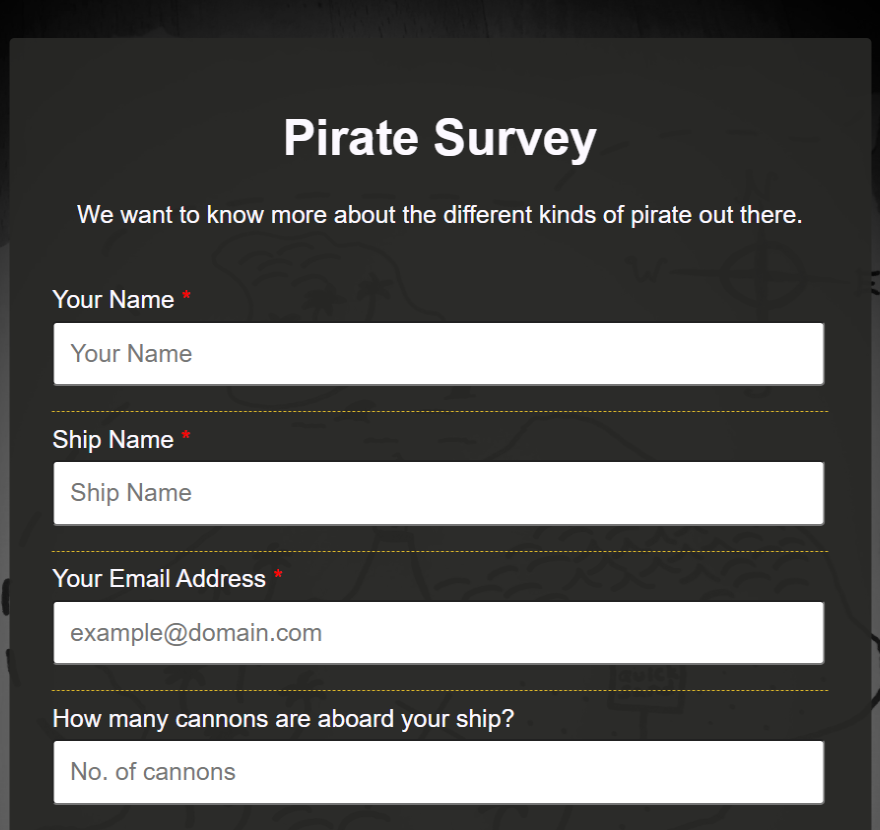 Pirate Survey
We want to know more about the different kinds of pirate out there.
W
Your Name *
Your Name
Ship Name *
Ship Name
Your Email Address *
example@domain.com
How many cannons are aboard your ship?
No. of cannons